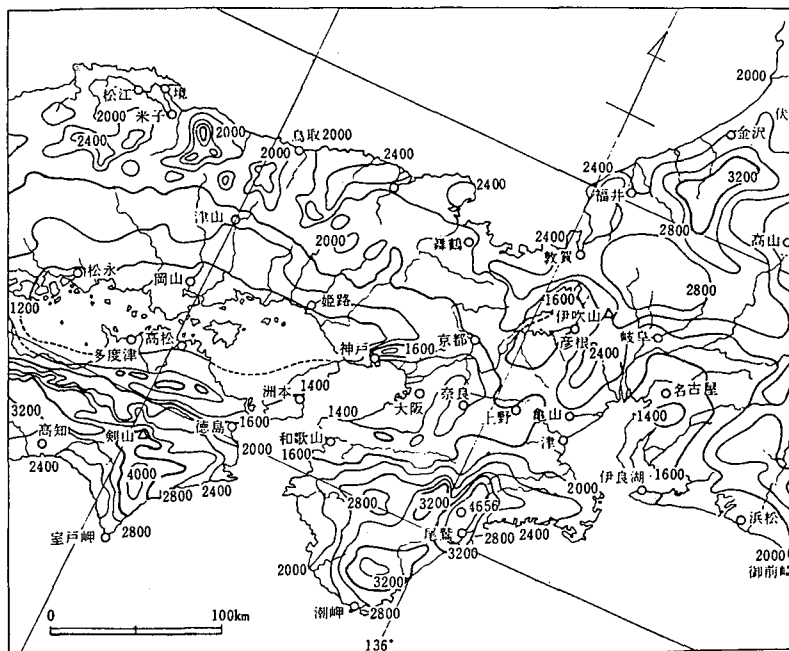 2000
伏
松江
境
2000
米子
2000
鳥取 2000
金沢
2400
2000
2400
2400
2400
福井
3200
津山
2000
舞鶴
2400
敦賀
2800
高山
松永
岡山
姫路
1600
伊吹山
2800
1200
高松
京都
彦根
岐阜
多度津
神戸
1600
2400
洲本
1400
大阪
奈良
名古屋
1400
3200
高知
剣山
徳島
1600
1400
上野
亀山
2000
和歌山
津
2400
1600
伊良湖
1600
4000
2800
2400
2800
3200
4656
2000
浜松
室戸岬
2800
尾鷲
2800
2400
3200
2000
3200
2000
御前崎
0
100km
潮岬
2800
136°